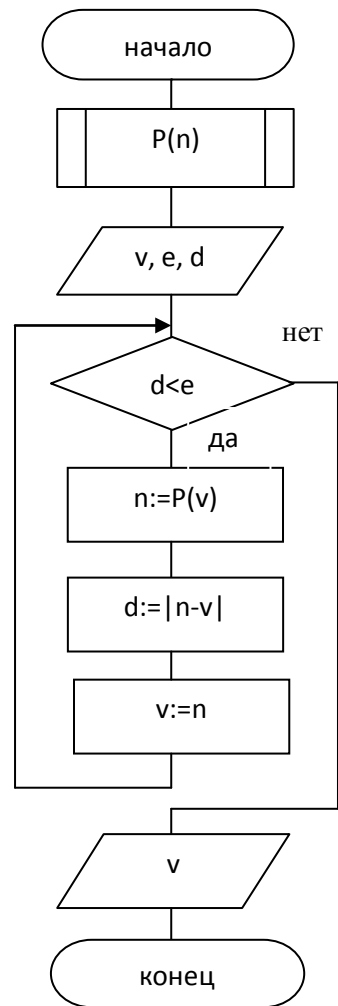 начало
P(n)
v, e, d
нет
d<e
да
n:=P(v)
d:=|n-v|
v:=n
v
конец